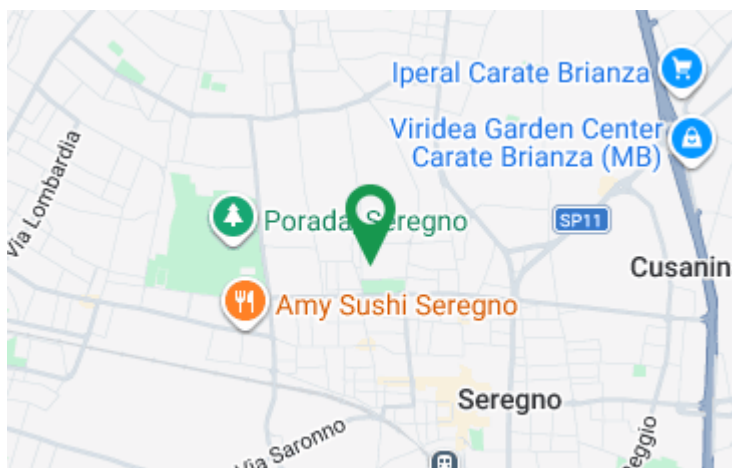 Iperal Carate Brianza
Viridea Garden Center
Carate Brianza (MB)
Via Lombardia
Porada, Seregno
SP11
Cusanin
Amy Sushi Seregno
Seregno
Via Saronno
eggio